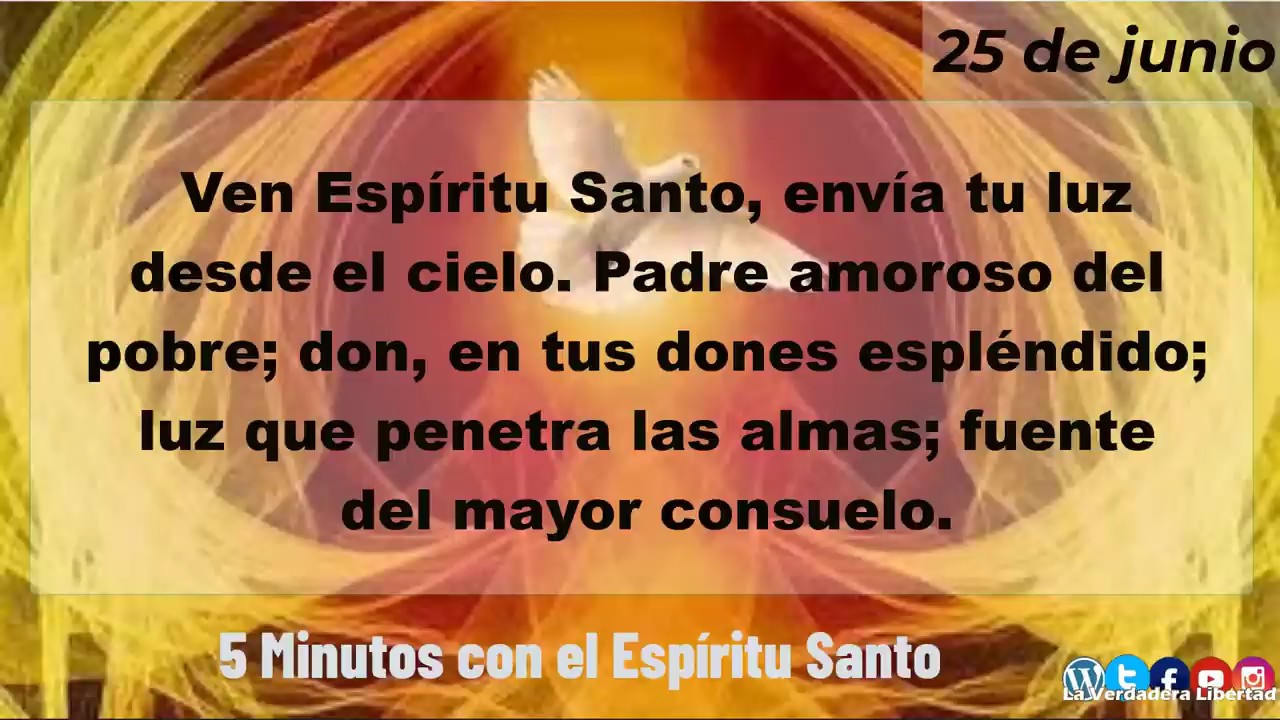 25 de junio
Ven Espíritu Santo, envía tu luz
desde el cielo. Padre amoroso del
pobre; don, en tus dones espléndido;
luz que penetra las almas; fuente
del mayor consuelo.
5 Minutos con el Espíritu Santo
La Verdadera Libertad